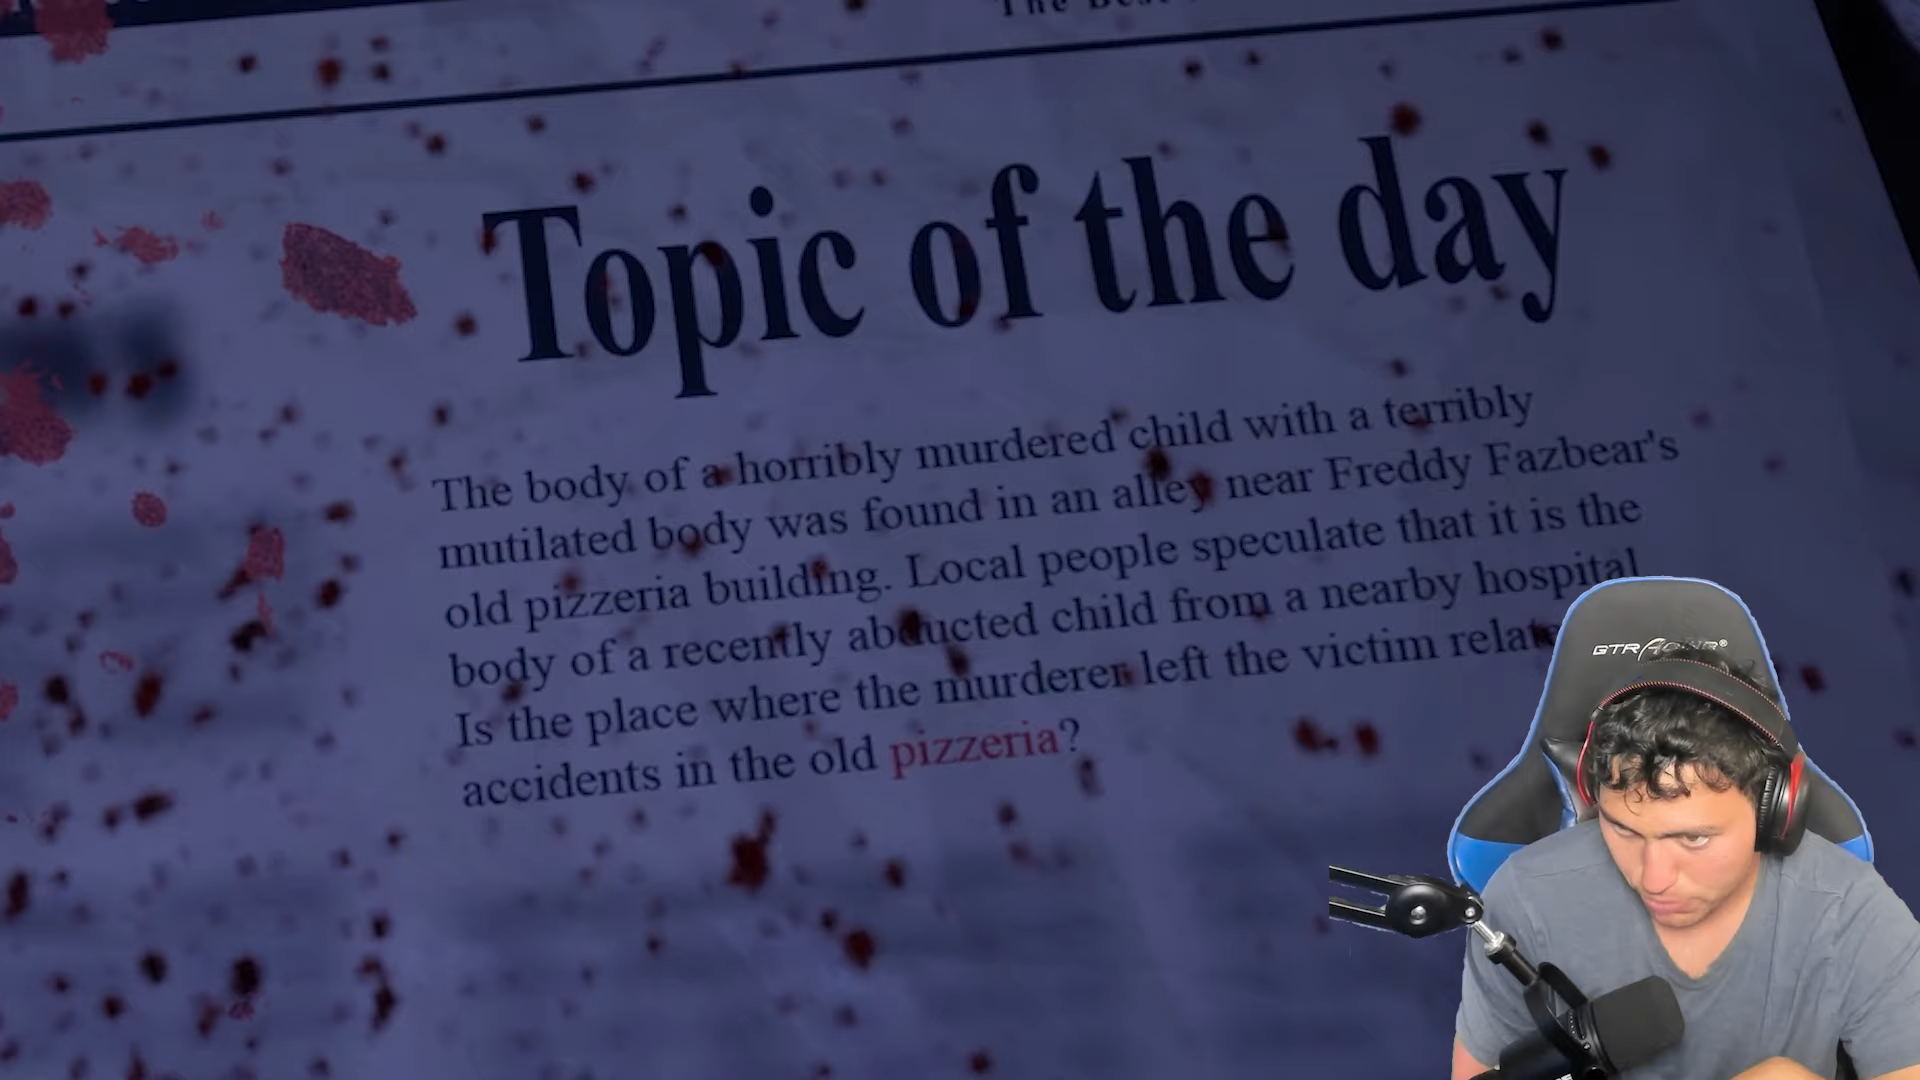 Topic of the day
The body of a horribly murdered child with a terribly
mutilated body was found in an alley near Freddy Fazbear's
old pizzeria building. Local people speculate that it is the
body of a recently abducted child from a nearby hospital
Is the place where the murderer left the victim
accidents in the old pizzeria?